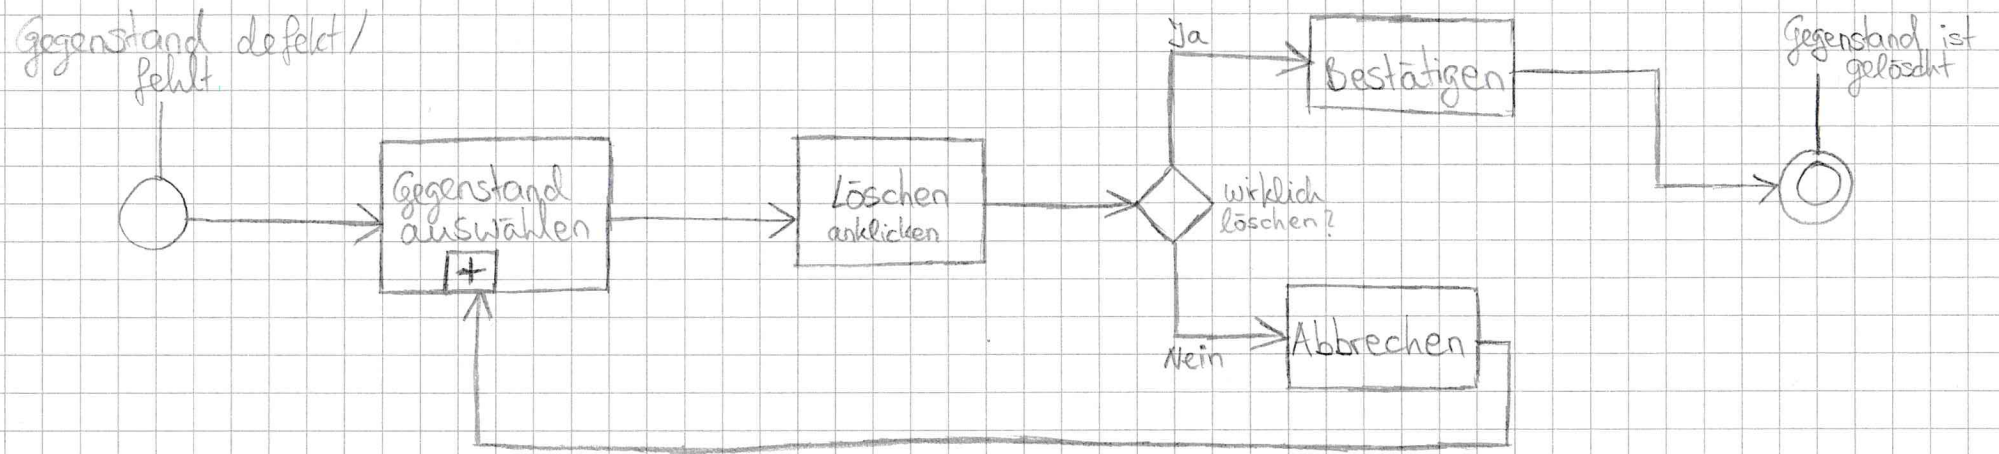 Gegenstand defekt/
fehlt.
Gegenstand
auswählen
+
Löschen
anklicken
wirklich
löschen?
Ja
Bestätigen
Nein
Abbrechen
Gegenstand ist
gelöscht